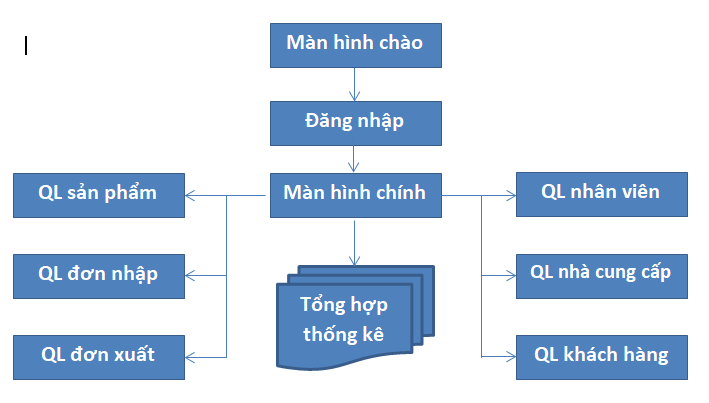 Màn hình chào
Đăng nhập
QL sản phẩm
Màn hình chính
QL nhân viên
QL đơn nhập
QL nhà cung cấp
Tổng hợp
thống kê
QL đơn xuất
QL khách hàng